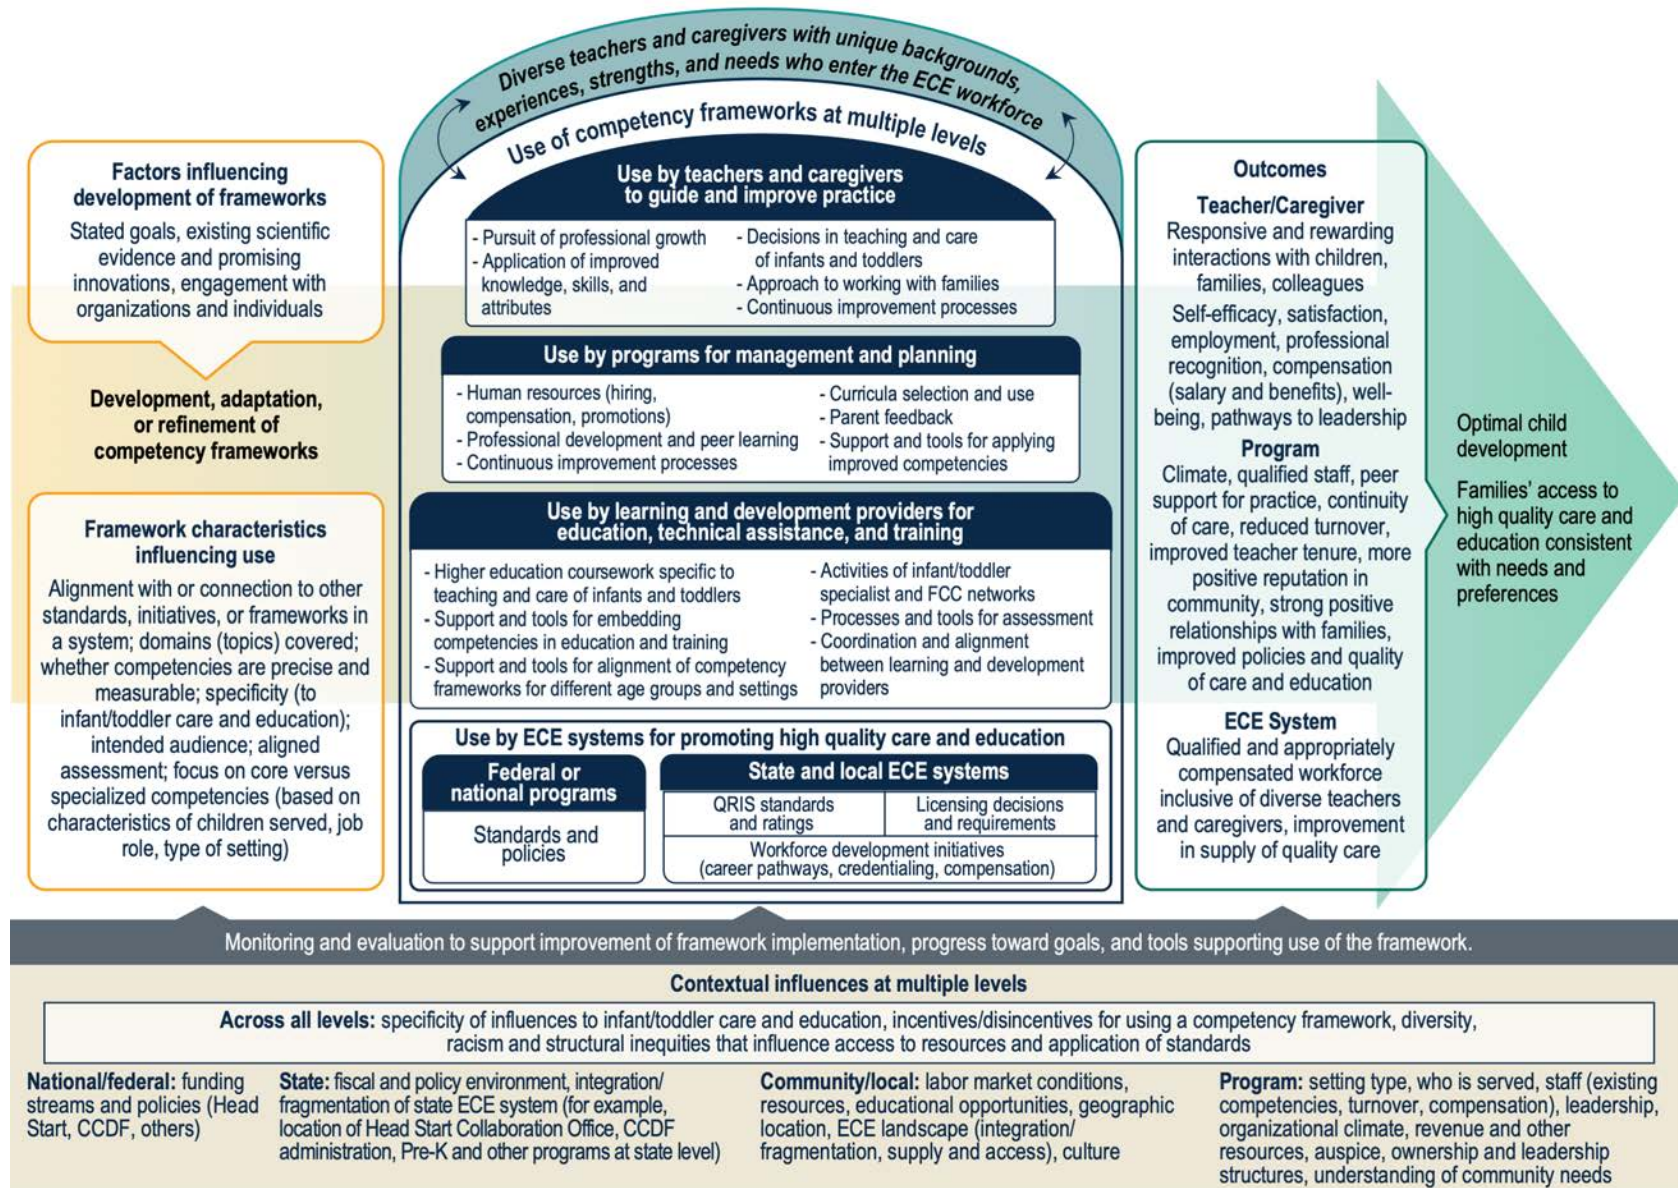 Diverse teachers and caregivers with unique backgrounds,
experiences, strengths, and needs who enter the ECE workforce
Use of competency frameworks at multiple levels
Factors influencing
development of frameworks
Stated goals, existing scientific
evidence and promising
innovations, engagement with
organizations and individuals
Development, adaptation,
or refinement of
competency frameworks
Framework characteristics
influencing use
Alignment with or connection to other
standards, initiatives, or frameworks in
a system; domains (topics) covered;
whether competencies are precise and
measurable; specificity (to
infant/toddler care and education);
intended audience; aligned
assessment; focus on core versus
specialized competencies (based on
characteristics of children served, job
role, type of setting)
Use by teachers and caregivers
to guide and improve practice
- Pursuit of professional growth
- Application of improved
knowledge, skills, and
attributes
- Decisions in teaching and care
of infants and toddlers
- Approach to working with families
- Continuous improvement processes
Use by programs for management and planning
- Human resources (hiring,
compensation, promotions)
- Professional development and peer learning
- Continuous improvement processes
- Curricula selection and use
- Parent feedback
- Support and tools for applying
improved competencies
Use by learning and development providers for
education, technical assistance, and training
- Higher education coursework specific to
teaching and care of infants and toddlers
- Support and tools for embedding
competencies in education and training
- Support and tools for alignment of competency
frameworks for different age groups and settings
- Activities of infant/toddler
specialist and FCC networks
- Processes and tools for assessment
- Coordination and alignment
between learning and development
providers
Use by ECE systems for promoting high quality care and education
Federal or
national programs
Standards and
policies
State and local ECE systems
QRIS standards
and ratings
Licensing decisions
and requirements
Workforce development initiatives
(career pathways, credentialing, compensation)
Outcomes
Teacher/Caregiver
Responsive and rewarding
interactions with children,
families, colleagues
Self-efficacy, satisfaction,
employment, professional
recognition, compensation
(salary and benefits), well-
being, pathways to leadership
Program
Climate, qualified staff, peer
support for practice, continuity
of care, reduced turnover,
improved teacher tenure, more
positive reputation in
community, strong positive
relationships with families,
improved policies and quality
of care and education
ECE System
Qualified and appropriately
compensated workforce
inclusive of diverse teachers
and caregivers, improvement
in supply of quality care
Optimal child
development
Families' access to
high quality care and
education consistent
with needs and
preferences
Monitoring and evaluation to support improvement of framework implementation, progress toward goals, and tools supporting use of the framework.
Contextual influences at multiple levels
Across all levels: specificity of influences to infant/toddler care and education, incentives/disincentives for using a competency framework, diversity,
racism and structural inequities that influence access to resources and application of standards
National/federal: funding
streams and policies (Head
Start, CCDF, others)
State: fiscal and policy environment, integration/
fragmentation of state ECE system (for example,
location of Head Start Collaboration Office, CCDF
administration, Pre-K and other programs at state level)
Community/local: labor market conditions,
resources, educational opportunities, geographic
location, ECE landscape (integration/
fragmentation, supply and access), culture
Program: setting type, who is served, staff (existing
competencies, turnover, compensation), leadership,
organizational climate, revenue and other
resources, auspice, ownership and leadership
structures, understanding of community needs